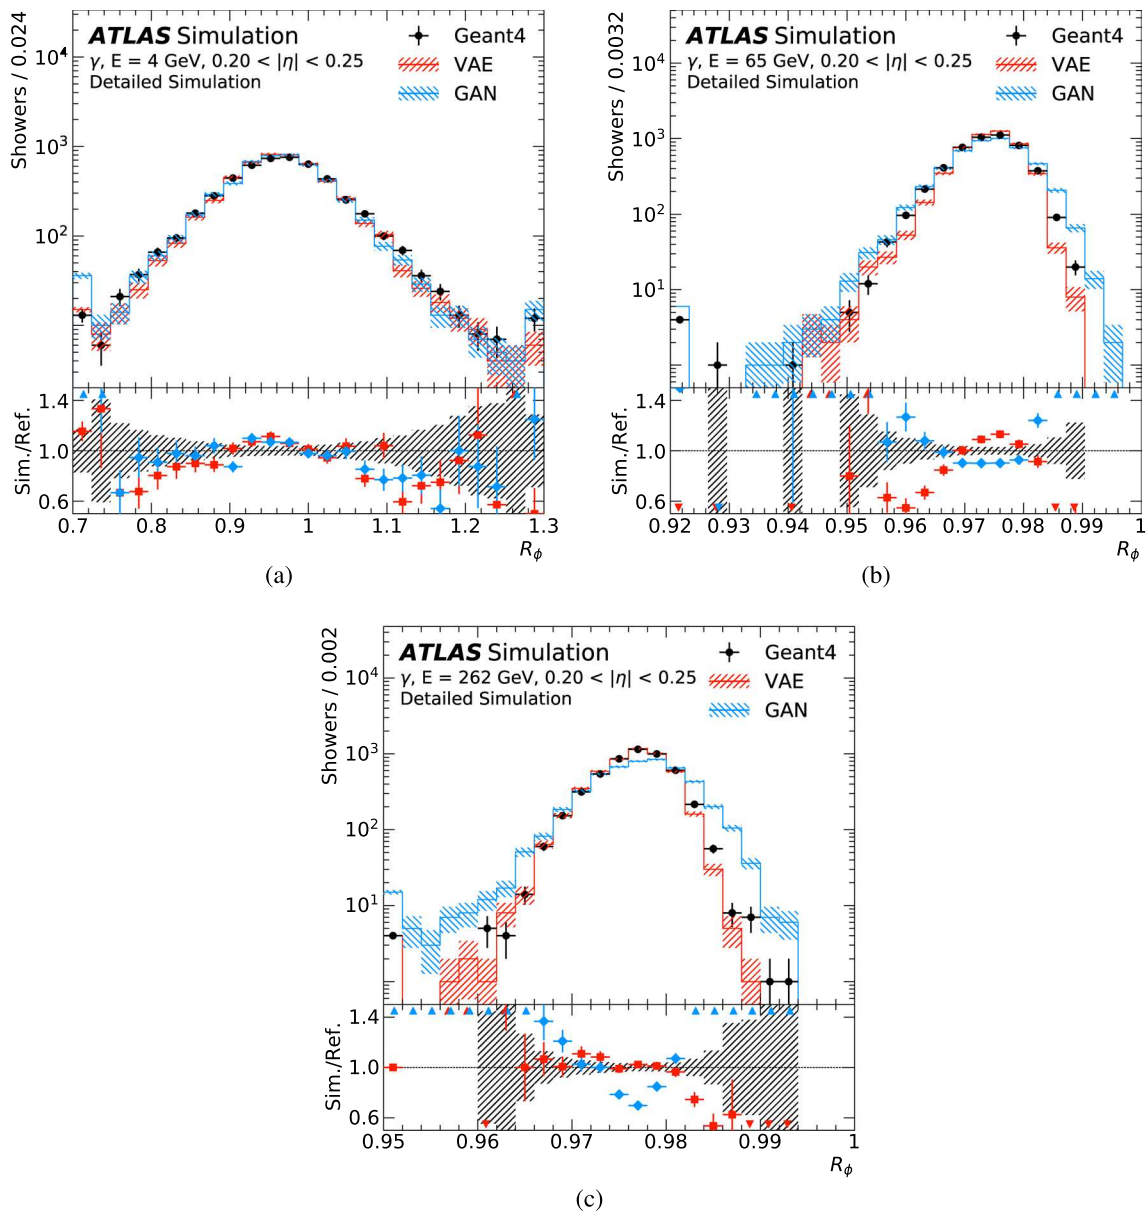 ATLAS Simulation
γ, E = 4 GeV, 0.20 < |η| < 0.25
Detailed Simulation
Geant4
VAE
GAN
Showers / 0.024
10⁴
10³
10²
Sim./Ref.
1.4
1.0
0.6
0.7 0.8 0.9 1 1.1 1.2 1.3
R_ϕ
(a)
ATLAS Simulation
γ, E = 65 GeV, 0.20 < |η| < 0.25
Detailed Simulation
Geant4
VAE
GAN
Showers / 0.0032
10⁴
10³
10²
10¹
Sim./Ref.
1.4
1.0
0.6
0.92 0.93 0.94 0.95 0.96 0.97 0.98 0.99 1
R_ϕ
(b)
ATLAS Simulation
γ, E = 262 GeV, 0.20 < |η| < 0.25
Detailed Simulation
Geant4
VAE
GAN
Showers / 0.002
10⁴
10³
10²
10¹
Sim./Ref.
1.4
1.0
0.6
0.95 0.96 0.97 0.98 0.99 1
R_ϕ
(c)